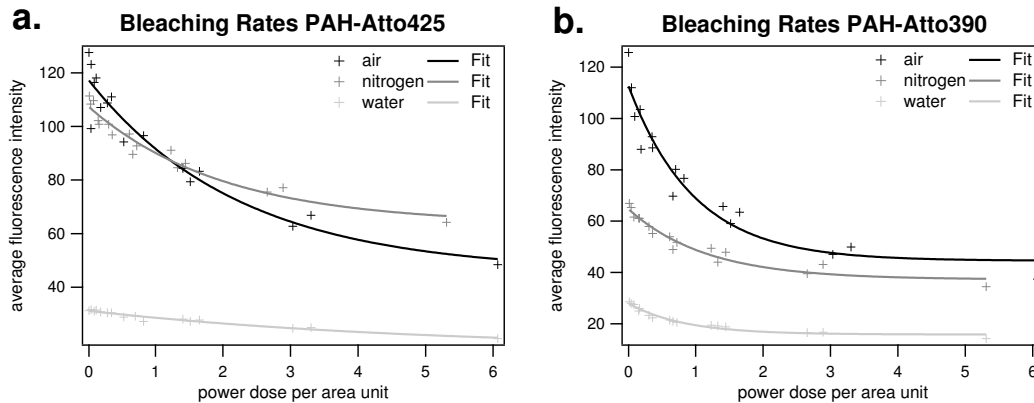 a.
Bleaching Rates PAH-Atto425
average fluorescence intensity
120
100
80
60
40
0 1 2 3 4 5 6
power dose per area unit
air Fit
nitrogen Fit
water Fit
b.
Bleaching Rates PAH-Atto390
average fluorescence intensity
120
100
80
60
40
20
0 1 2 3 4 5 6
power dose per area unit
air Fit
nitrogen Fit
water Fit